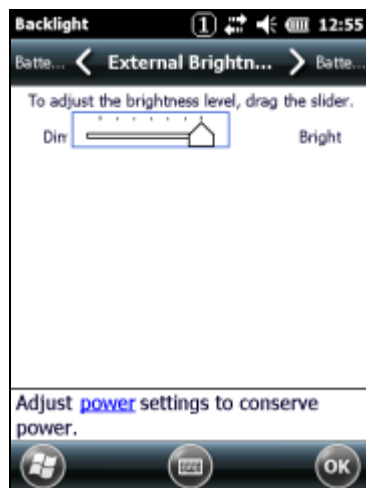 Backlight 1 12:55
Batte... External Brightn... Batte...
To adjust the brightness level, drag the slider.
Dim Bright
Adjust power settings to conserve
power.
OK